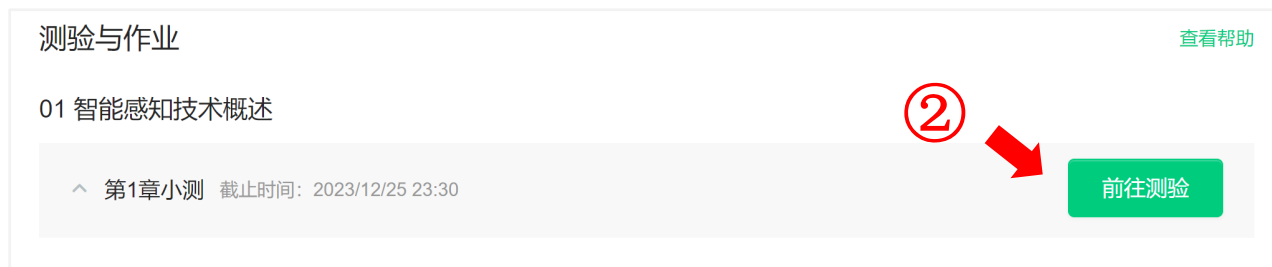 测验与作业
查看帮助
01 智能感知技术概述
②
第1章小测 截止时间：2023/12/25 23:30
前往测验